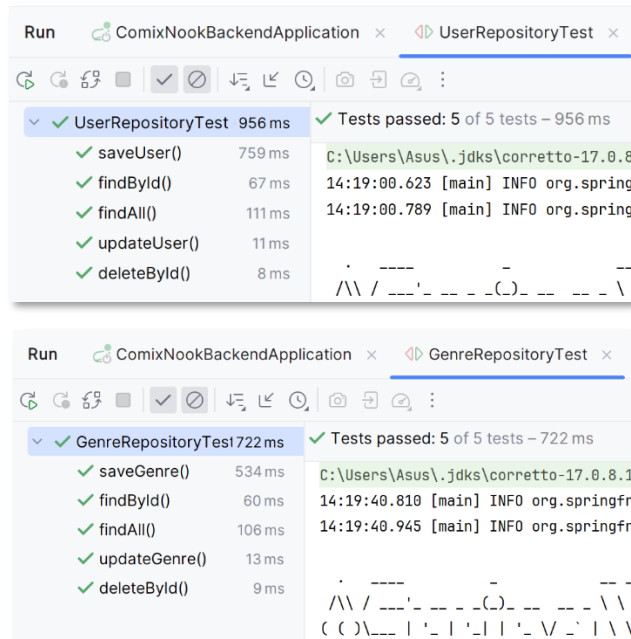 Run ComixNookBackendApplication × UserRepositoryTest ×
UserRepositoryTest 956 ms ✓ Tests passed: 5 of 5 tests – 956 ms
saveUser() 759 ms C:\Users\Asus\.jdks\corretto-17.0.8
findById() 67 ms 14:19:00.623 [main] INFO org.spring
findAll() 111 ms 14:19:00.789 [main] INFO org.spring
updateUser() 11 ms
deleteById() 8 ms
Run ComixNookBackendApplication × GenreRepositoryTest ×
GenreRepositoryTest 722 ms ✓ Tests passed: 5 of 5 tests – 722 ms
saveGenre() 534 ms C:\Users\Asus\.jdks\corretto-17.0.8.1
findById() 60 ms 14:19:40.810 [main] INFO org.springfr
findAll() 106 ms 14:19:40.945 [main] INFO org.springfr
updateGenre() 13 ms
deleteById() 9 ms